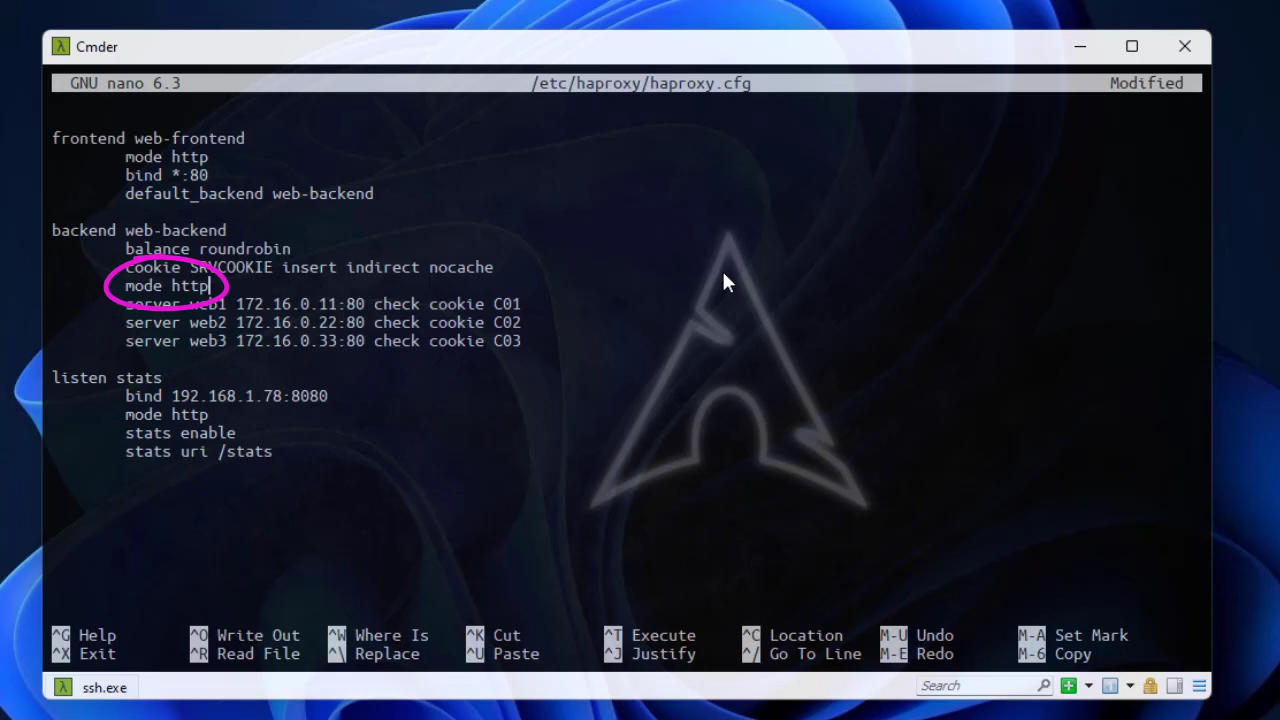 λ Cmder
GNU nano 6.3 /etc/haproxy/haproxy.cfg Modified
frontend web-frontend
mode http
bind *:80
default_backend web-backend
backend web-backend
balance roundrobin
cookie SRVCOOKIE insert indirect nocache
mode http
server web1 172.16.0.11:80 check cookie C01
server web2 172.16.0.22:80 check cookie C02
server web3 172.16.0.33:80 check cookie C03
listen stats
bind 192.168.1.78:8080
mode http
stats enable
stats uri /stats
^G Help ^O Write Out ^W Where Is ^K Cut ^T Execute ^C Location M-U Undo M-A Set Mark
^X Exit ^R Read File ^\ Replace ^U Paste ^J Justify ^/ Go To Line M-E Redo M-6 Copy
λ ssh.exe Search